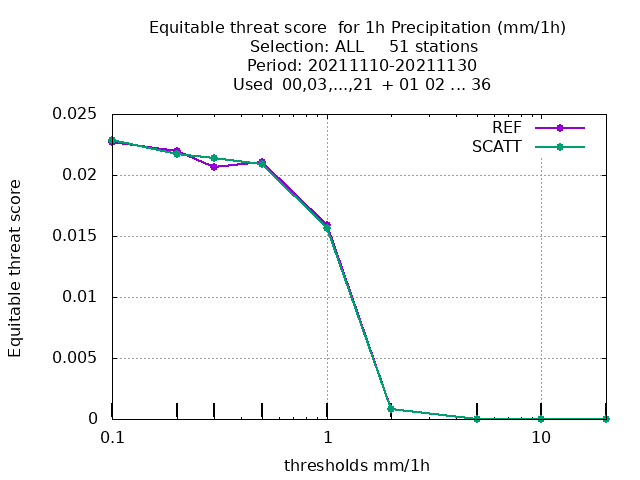 Equitable threat score  for 1h Precipitation (mm/1h)
Selection: ALL     51 stations
Period: 20211110-20211130
Used  00,03,...,21  + 01 02 ... 36
REF
SCATT
0.025
0.02
0.015
0.01
0.005
0
0.1
1
10
Equitable threat score
thresholds mm/1h